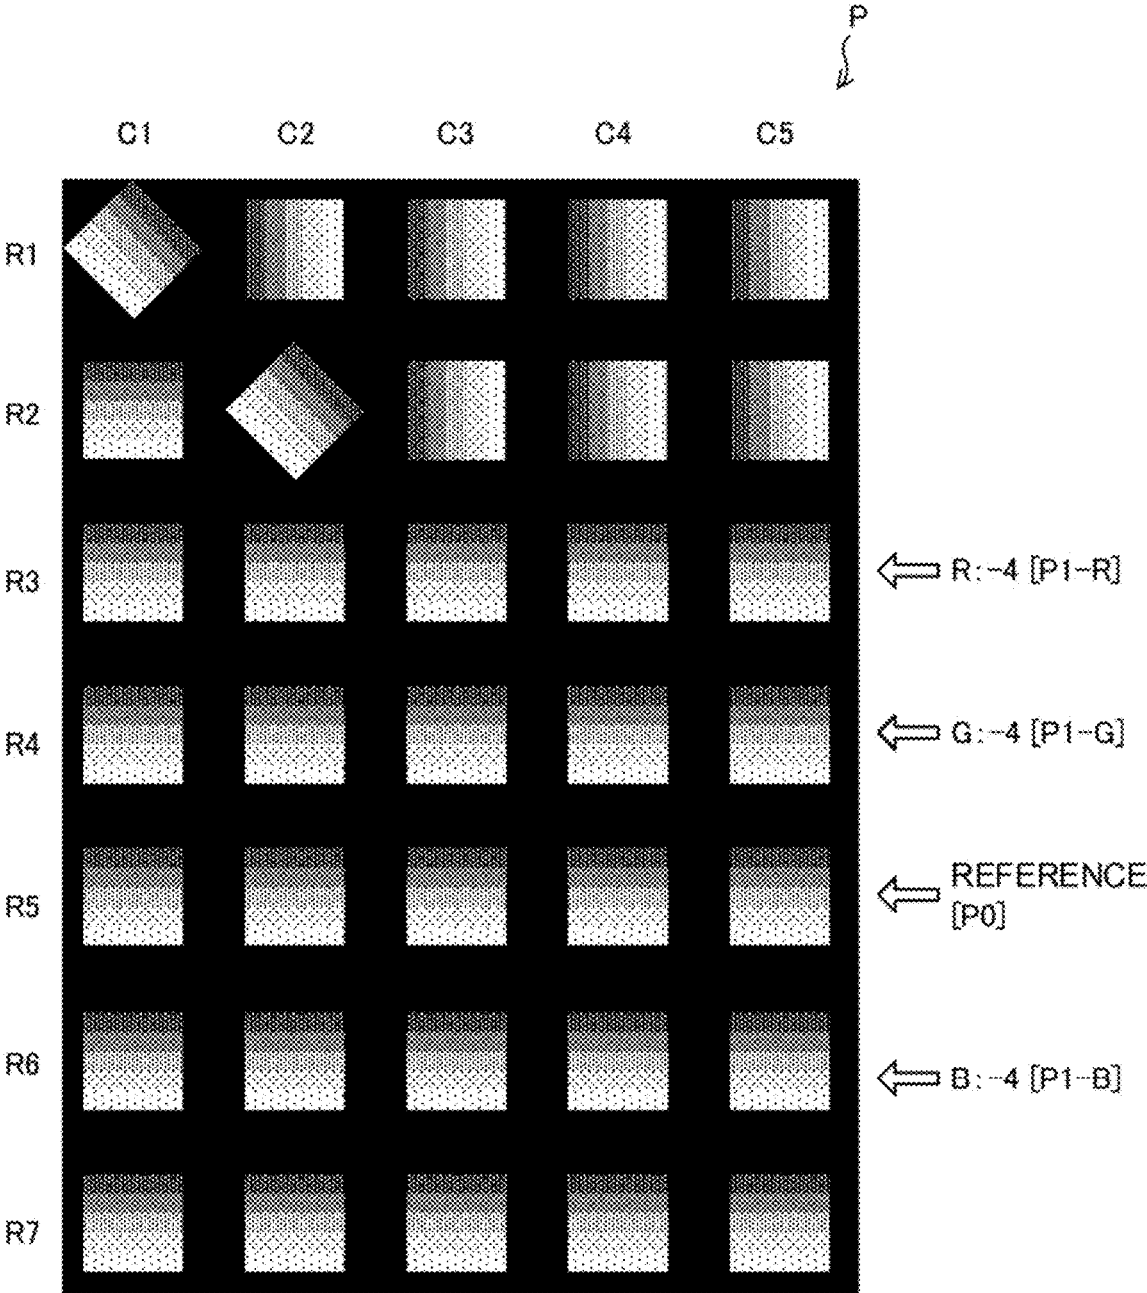 P
C1 C2 C3 C4 C5
R1
R2
R3
R:-4 [P1-R]
R4
G:-4 [P1-G]
R5
REFERENCE
[P0]
R6
B:-4 [P1-B]
R7